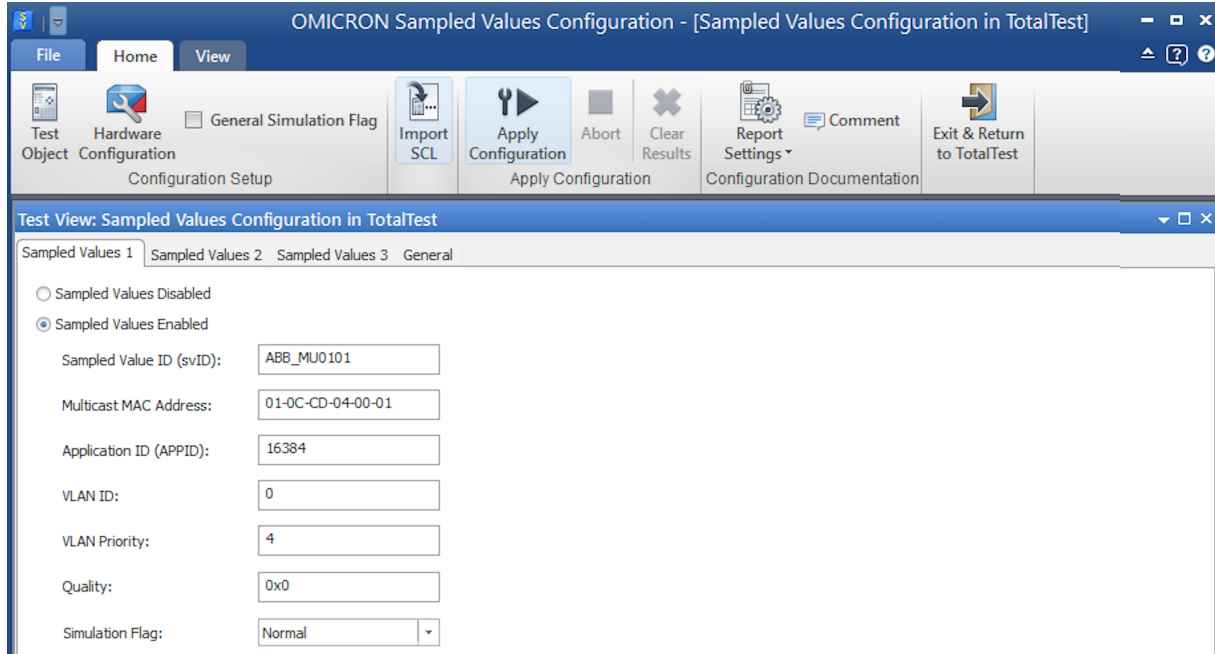 OMICRON Sampled Values Configuration - [Sampled Values Configuration in TotalTest]
File Home View
Test Object
Hardware Configuration
General Simulation Flag
Configuration Setup
Import SCL
Apply Configuration
Abort
Clear Results
Apply Configuration
Report Settings
Comment
Configuration Documentation
Exit & Return to TotalTest
Test View: Sampled Values Configuration in TotalTest
Sampled Values 1 Sampled Values 2 Sampled Values 3 General
Sampled Values Disabled
Sampled Values Enabled
Sampled Value ID (svID): ABB_MU0101
Multicast MAC Address: 01-0C-CD-04-00-01
Application ID (APPID): 16384
VLAN ID: 0
VLAN Priority: 4
Quality: 0x0
Simulation Flag: Normal